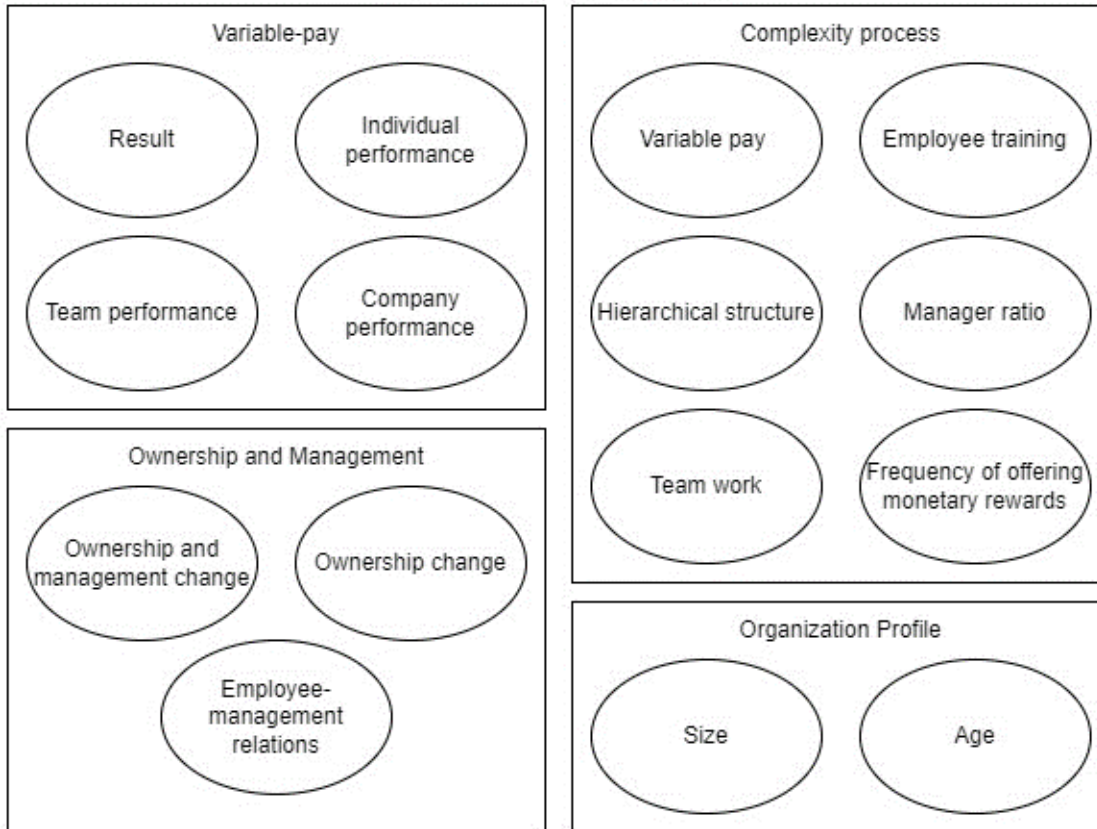 Variable-pay
Result
Individual
performance
Team performance
Company
performance
Ownership and Management
Ownership and
management change
Ownership change
Employee-
management
relations
Complexity process
Variable pay
Employee training
Hierarchical structure
Manager ratio
Team work
Frequency of offering
monetary rewards
Organization Profile
Size
Age